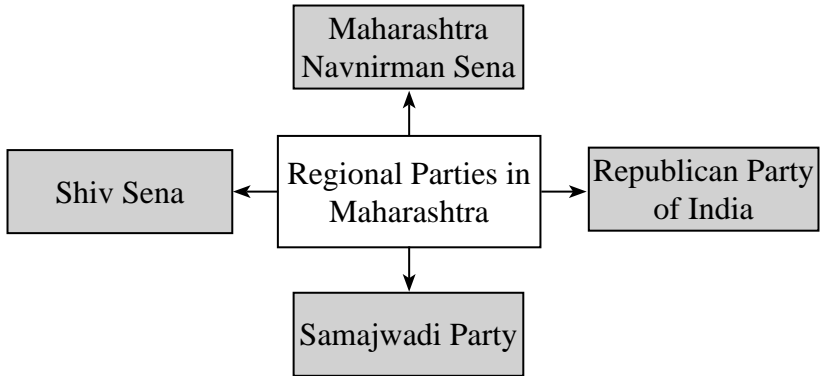 Maharashtra
Navnirman Sena
Shiv Sena
Regional Parties in
Maharashtra
Republican Party
of India
Samajwadi Party